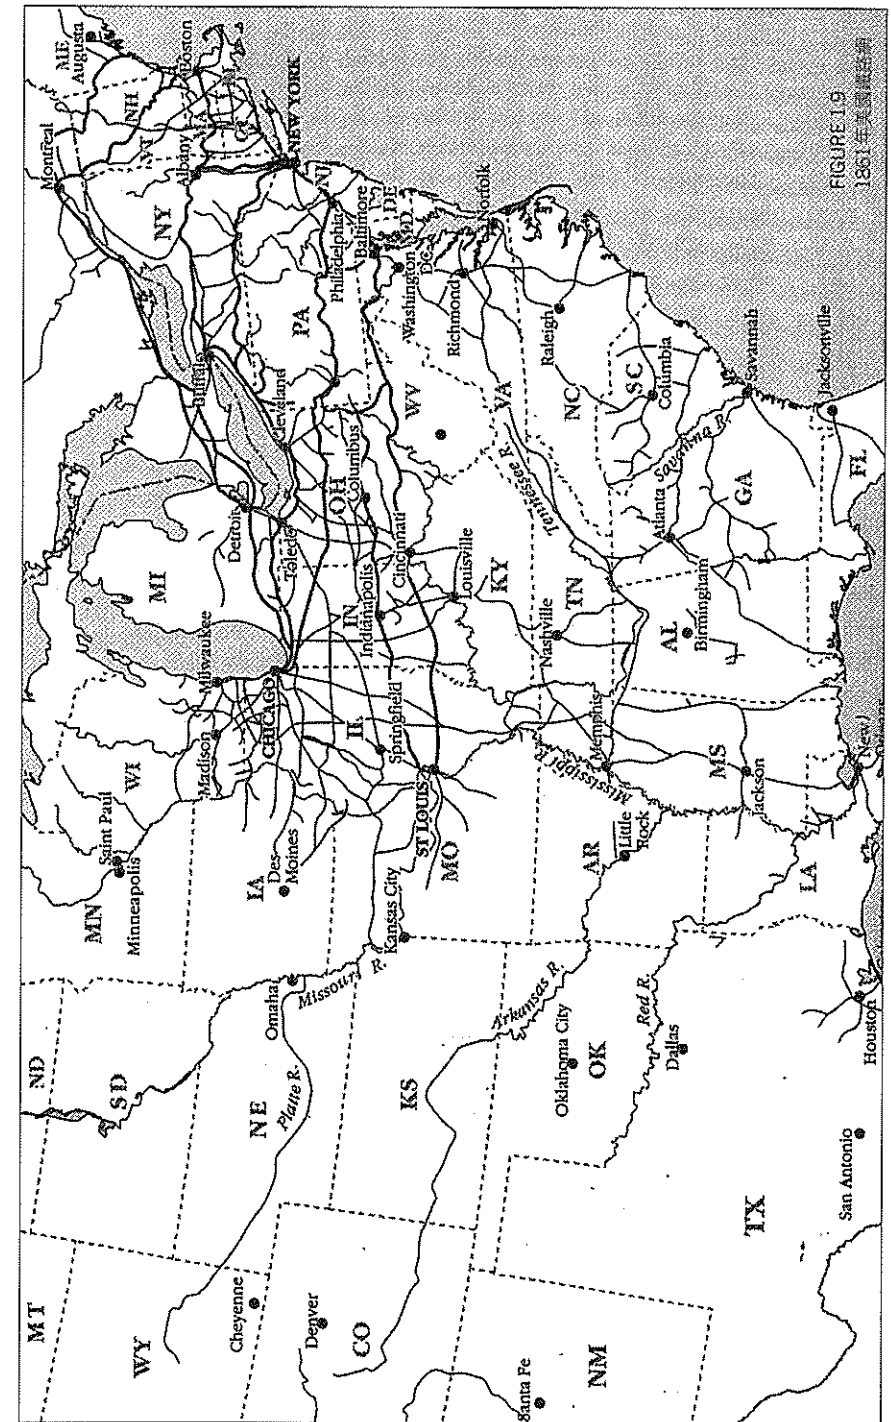 FIGURE 1.9
1861年美國鐵路網
MT
ND
MN
Saint Paul
Minneapolis
WI
MI
Montreal
ME
Augusta
VT
NH
SD
WY
Cheyenne
NE
Platte R.
Omaha
Missouri R.
IA
Des
Moines
Madison
Milwaukee
CHICAGO
Detroit
Toledo
Cleveland
Buffalo
NY
Albany
MA
Boston
NEW YORK
PA
NJ
Philadelphia
Baltimore
DE
Washington
DC
Denver
CO
KS
Kansas City
MO
ST LOUIS
IL
Springfield
IN
Indianapolis
OH
Columbus
Cincinnati
Louisville
KY
WV
VA
Richmond
Norfolk
Santa Fe
NM
Arkansas R.
Oklahoma City
OK
Red R.
AR
Little
Rock
Mississippi R.
Memphis
Nashville
TN
Tennessee R.
NC
Raleigh
SC
Columbia
Savanna R.
Savannah
TX
Dallas
San Antonio
Houston
LA
MS
Jackson
New
AL
Birmingham
Atlanta
GA
FL
Jacksonville